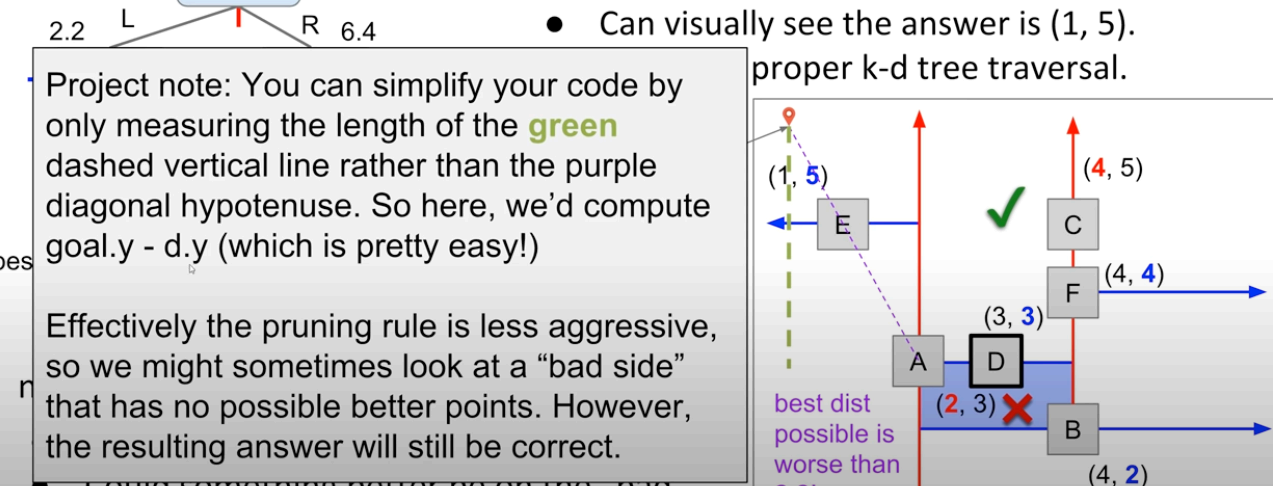 2.2
L
R
6.4
● Can visually see the answer is (1, 5).
proper k-d tree traversal.
Project note: You can simplify your code by
only measuring the length of the green
dashed vertical line rather than the purple
diagonal hypotenuse. So here, we’d compute
goal.y - d.y (which is pretty easy!)
Effectively the pruning rule is less aggressive,
so we might sometimes look at a “bad side”
that has no possible better points. However,
the resulting answer will still be correct.
(1, 5)
(4, 5)
E
C
F
(4, 4)
(3, 3)
A
D
(2, 3)
B
(4, 2)
best dist
possible is
worse than